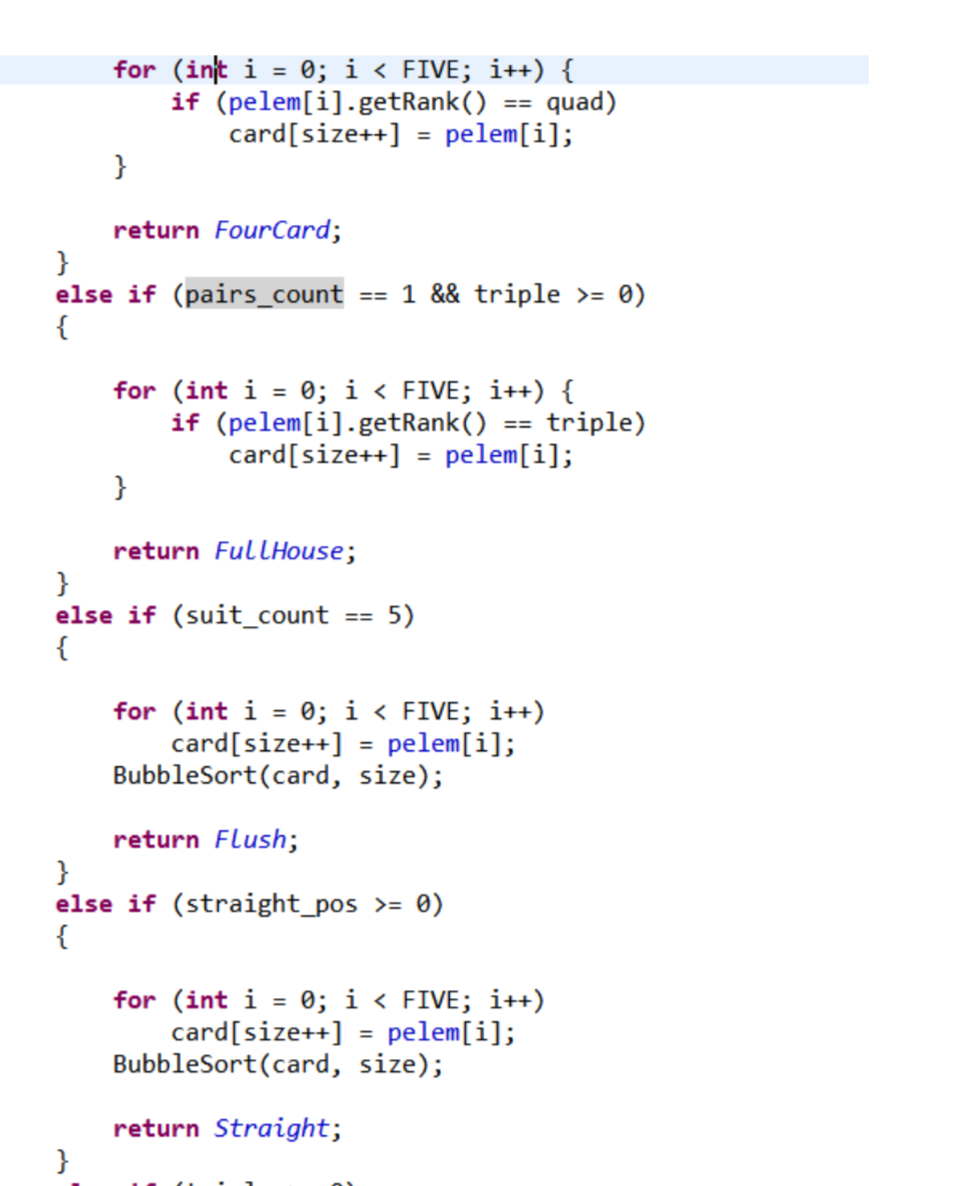 for (int i = 0; i < FIVE; i++) {
if (pelem[i].getRank() == quad)
card[size++] = pelem[i];
}
return FourCard;
}
else if (pairs_count == 1 && triple >= 0)
{
for (int i = 0; i < FIVE; i++) {
if (pelem[i].getRank() == triple)
card[size++] = pelem[i];
}
return FullHouse;
}
else if (suit_count == 5)
{
for (int i = 0; i < FIVE; i++)
card[size++] = pelem[i];
BubbleSort(card, size);
return Flush;
}
else if (straight_pos >= 0)
{
for (int i = 0; i < FIVE; i++)
card[size++] = pelem[i];
BubbleSort(card, size);
return Straight;
}